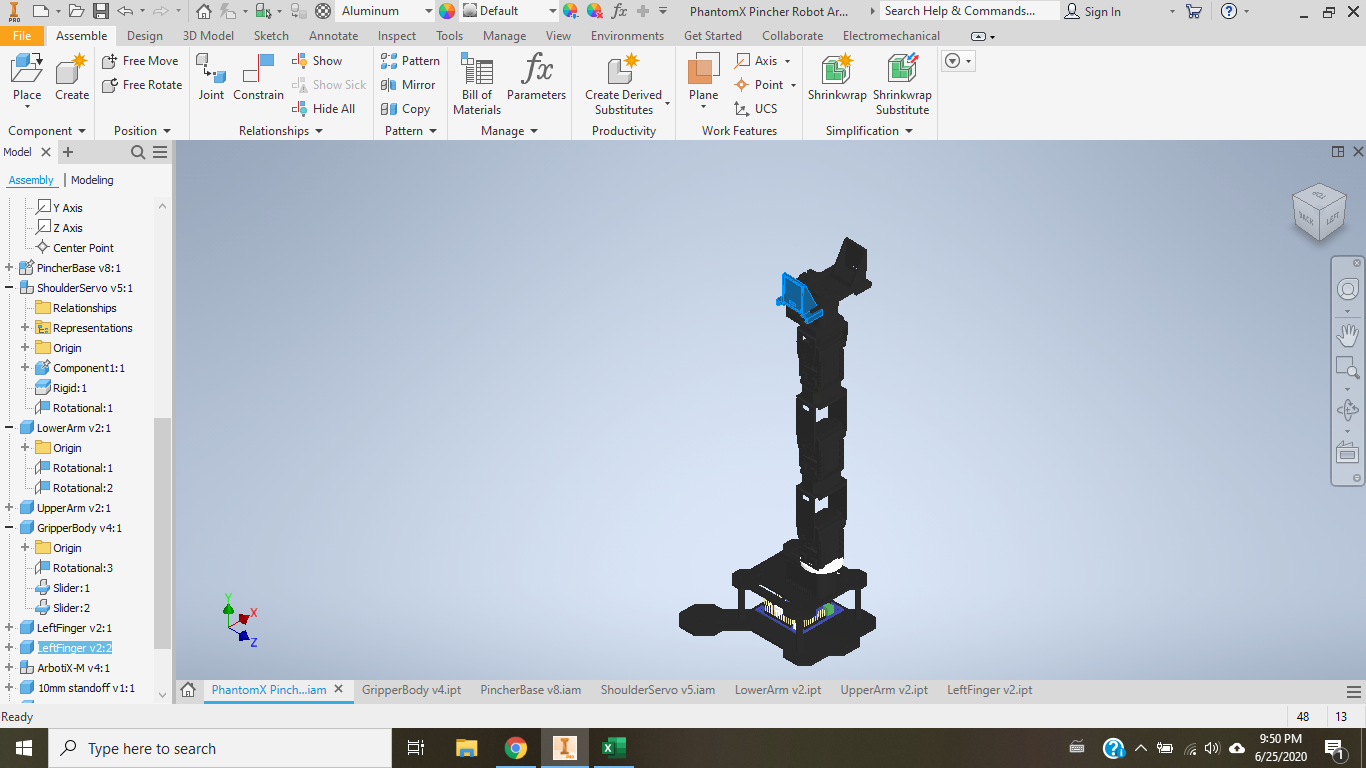 PRO
Aluminum
Default
PhantomX Pincher Robot Ar...
Search Help & Commands...
Sign In
File
Assemble
Design
3D Model
Sketch
Annotate
Inspect
Tools
Manage
View
Environments
Get Started
Collaborate
Electromechanical
Place
Create
Component
Free Move
Free Rotate
Position
Joint
Constrain
Show
Show Sick
Hide All
Relationships
Pattern
Mirror
Copy
Pattern
Bill of
Materials
Parameters
Manage
Create Derived
Substitutes
Productivity
Plane
Axis
Point
UCS
Work Features
Shrinkwrap
Shrinkwrap
Substitute
Simplification
Model
Assembly
Modeling
Y Axis
Z Axis
Center Point
PincherBase v8:1
ShoulderServo v5:1
Relationships
Representations
Origin
Component1:1
Rigid:1
Rotational:1
LowerArm v2:1
Origin
Rotational:1
Rotational:2
UpperArm v2:1
GripperBody v4:1
Origin
Rotational:3
Slider:1
Slider:2
LeftFinger v2:1
LeftFinger v2:2
ArbotiX-M v4:1
10mm standoff v1:1
TOP
BACK
LEFT
Y
X
Z
PhantomX Pinch...iam
GripperBody v4.ipt
PincherBase v8.iam
ShoulderServo v5.iam
LowerArm v2.ipt
UpperArm v2.ipt
LeftFinger v2.ipt
Ready
48
13
Type here to search
9:50 PM
6/25/2020
1